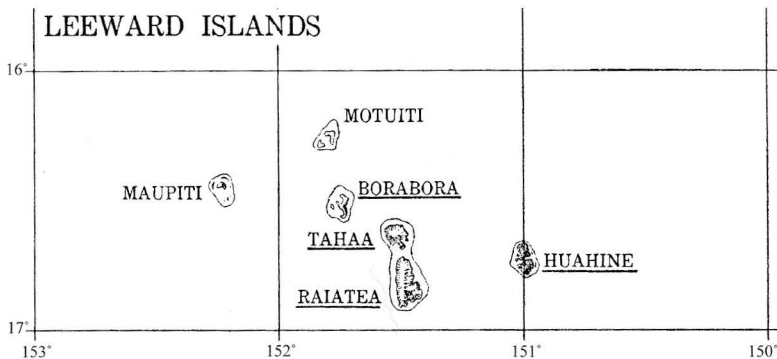 LEEWARD ISLANDS
16°
MOTUITI
MAUPITI
BORABORA
TAHAA
HUAHINE
RAIATEA
17°
153°
152°
151°
150°